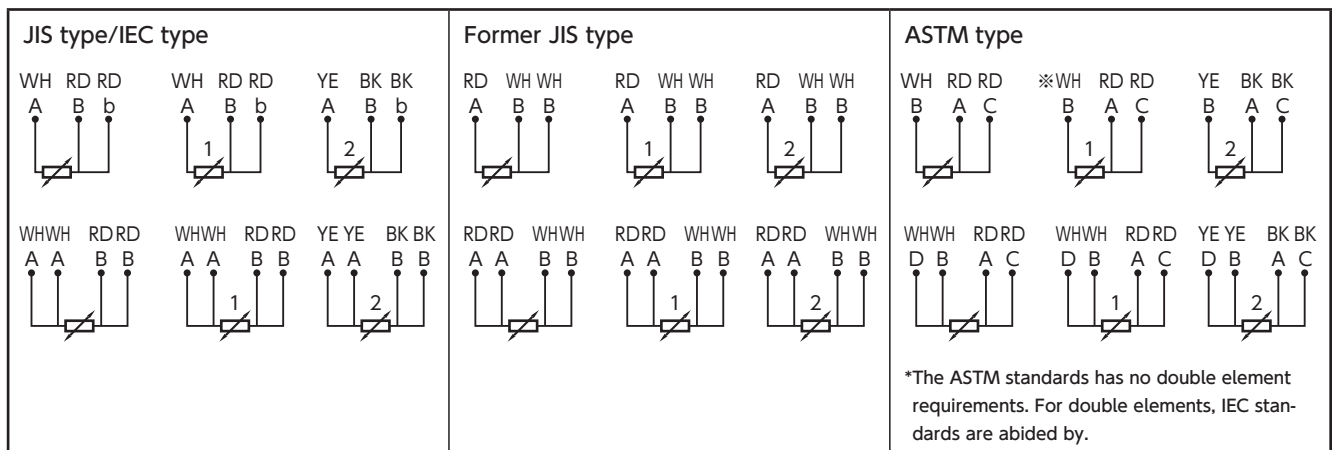 JIS type/IEC type
WH RD RD WH RD RD YE BK BK
A B b A B b A B b
1 2
WHWH RDRD WHWH RDRD YE YE BK BK
A A B B A A B B A A B B
1 2
Former JIS type
RD WH WH RD WH WH RD WH WH
A B B A B B A B B
1 2
RDRD WHWH RDRD WHWH RDRD WHWH
A A B B A A B B A A B B
1 2
ASTM type
WH RD RD ※WH RD RD YE BK BK
B A C B A C B A C
1 2
WHWH RDRD WHWH RDRD YE YE BK BK
D B A C D B A C D B A C
1 2
*The ASTM standards has no double element
requirements. For double elements, IEC stan-
dards are abided by.